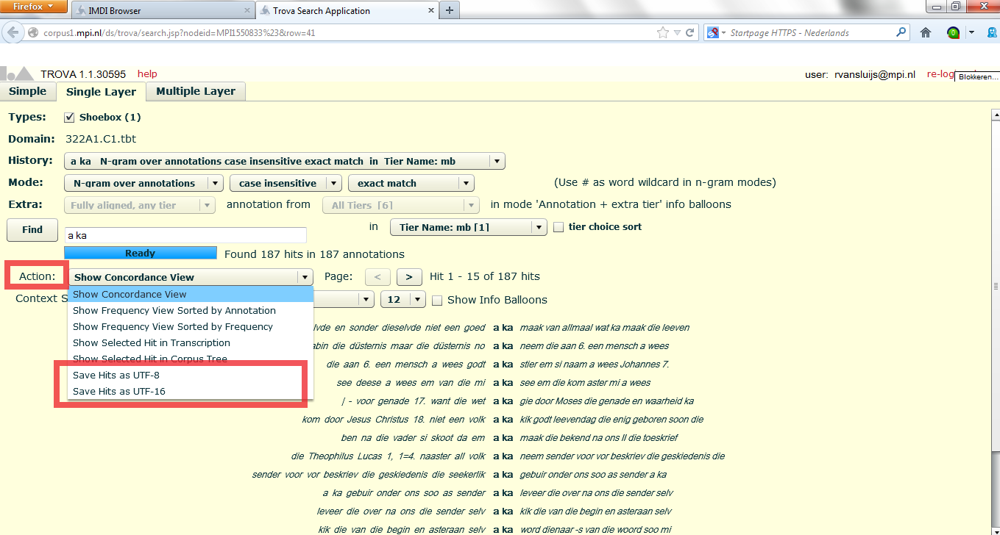 Firefox
IMDI Browser
Trova Search Application
corpus1.mpi.nl/ds/trova/search.jsp?nodeid=MPI1550833%23&row=41
Startpage HTTPS - Nederlands
0
TROVA 1.1.30595 help
user: rvansluijs@mpi.nl
Blokkeren...
Simple Single Layer Multiple Layer
Types: Shoebox (1)
Domain: 322A1.C1.tbt
History: a ka N-gram over annotations case insensitive exact match in Tier Name: mb
Mode: N-gram over annotations case insensitive exact match (Use # as word wildcard in n-gram modes)
Extra: Fully aligned, any tier annotation from All Tiers [6] in mode 'Annotation + extra tier' info balloons
Find a ka in Tier Name: mb [1] tier choice sort
Ready Found 187 hits in 187 annotations
Action: Show Concordance View Page: < > Hit 1 - 15 of 187 hits
Context S 12 Show Info Balloons
Show Concordance View
Show Frequency View Sorted by Annotation
Show Frequency View Sorted by Frequency
Show Selected Hit in Transcription
Show Selected Hit in Corpus Tree
Save Hits as UTF-8
Save Hits as UTF-16
en sonder dieselvde niet een goed a ka maak van allmaal wat ka maak die leeven
die düsternis maar die düsternis no a ka neem die aan 6. een mensch a wees
die aan 6. een mensch a wees godt a ka stier em si naam a wees Johannes 7.
see deese a wees em van die mi a ka see em die kom aster mi a wees
| - voor genade 17. want die wet a ka gie door Moses die genade en waarheid ka
kom door Jesus Christus 18. niet een volk a ka kik godt leevendag die enig geboren soon die
ben na die vader si skoot da em a ka maak die bekend na ons II die toeskrief
die Theophilus Lucas 1, 1=4. naaster all volk a ka neem sender voor vor beskriev die geskiedenis die
sender voor vor beskriev die geskiedenis die seekerlik a ka gebuir onder ons soo as sender a ka
a ka gebuir onder ons soo as sender a ka leveer die over na ons die sender selv
leveer die over na ons die sender selv a ka kik die van die begin en asteraan selv
kik die van die begin en asteraan selv a ka word dienaar -s van die woord soo mi